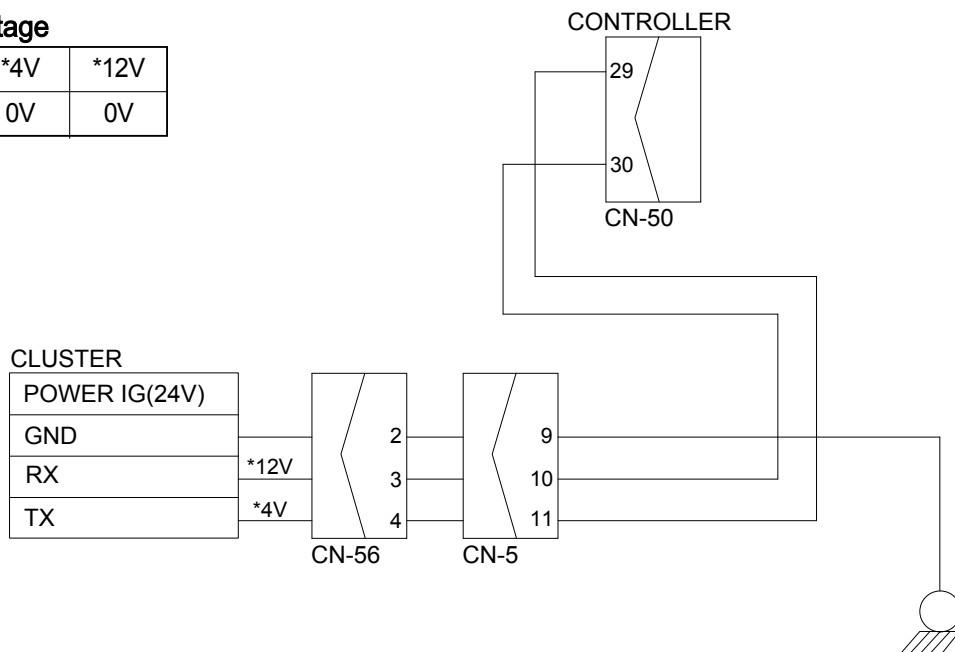 *4V *12V
0V 0V
CONTROLLER
29
30
CN-50
CLUSTER
POWER IG(24V)
GND
RX
TX
*12V
*4V
2
3
4
CN-56
9
10
11
CN-5